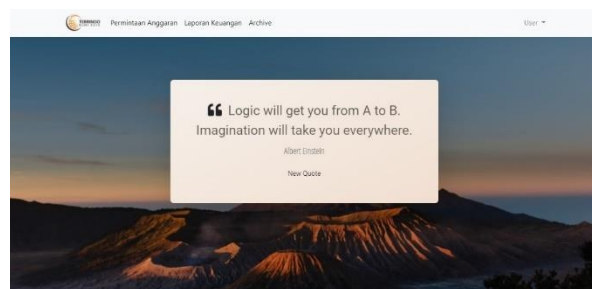 Permintaan Anggaran Laporan Keuangan Archive User
Logic will get you from A to B.
Imagination will take you everywhere.
Albert Einstein
New Quote